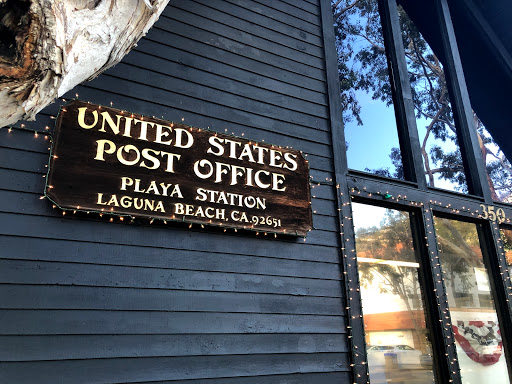 UNITED STATES
POST OFFICE
PLAYA STATION
LAGUNA BEACH, CA. 92651
350